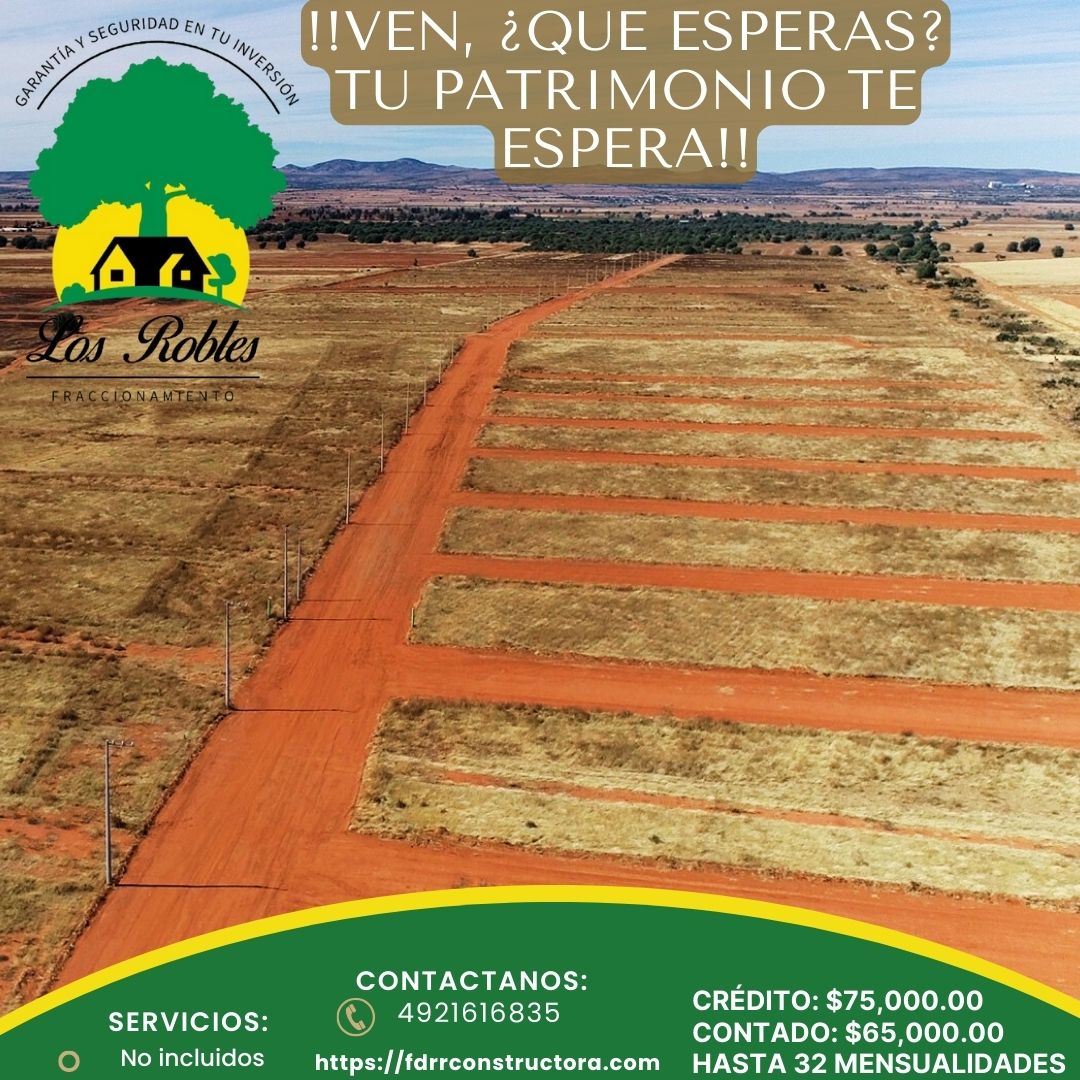 GARANTÍA Y SEGURIDAD EN TU INVERSIÓN
!!VEN, ¿QUE ESPERAS?
TU PATRIMONIO TE
ESPERA!!
Los Robles
FRACCIONAMIENTO
SERVICIOS:
No incluidos
CONTACTANOS:
4921616835
https://fdrrconstructora.com
CRÉDITO: $75,000.00
CONTADO: $65,000.00
HASTA 32 MENSUALIDADES